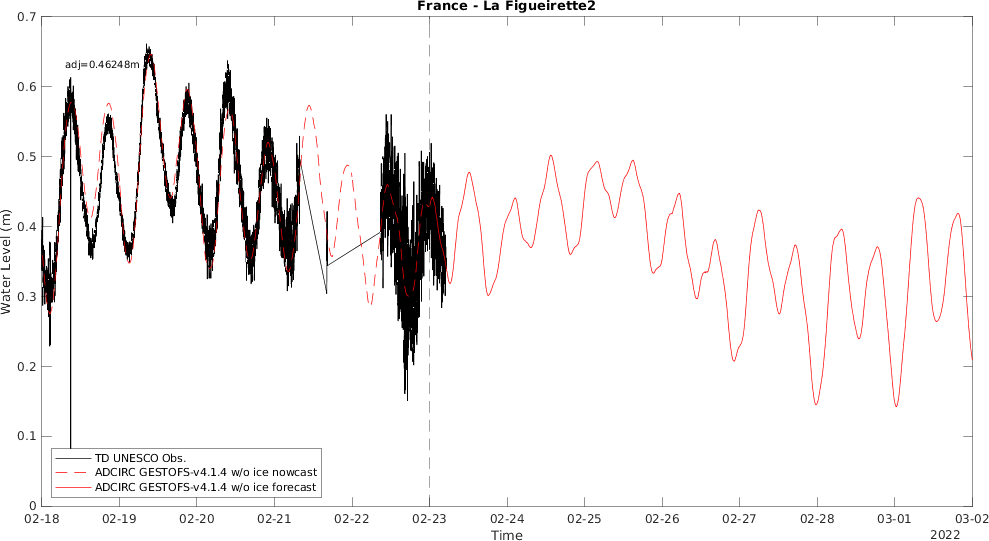 France - La Figueirette2
0.7
0.6
0.5
0.4
0.3
0.2
0.1
0
Water Level (m)
adj=0.46248m
TD UNESCO Obs.
ADCIRC GESTOFS-v4.1.4 w/o ice nowcast
ADCIRC GESTOFS-v4.1.4 w/o ice forecast
02-18 02-19 02-20 02-21 02-22 02-23 02-24 02-25 02-26 02-27 02-28 03-01 03-02
Time
2022